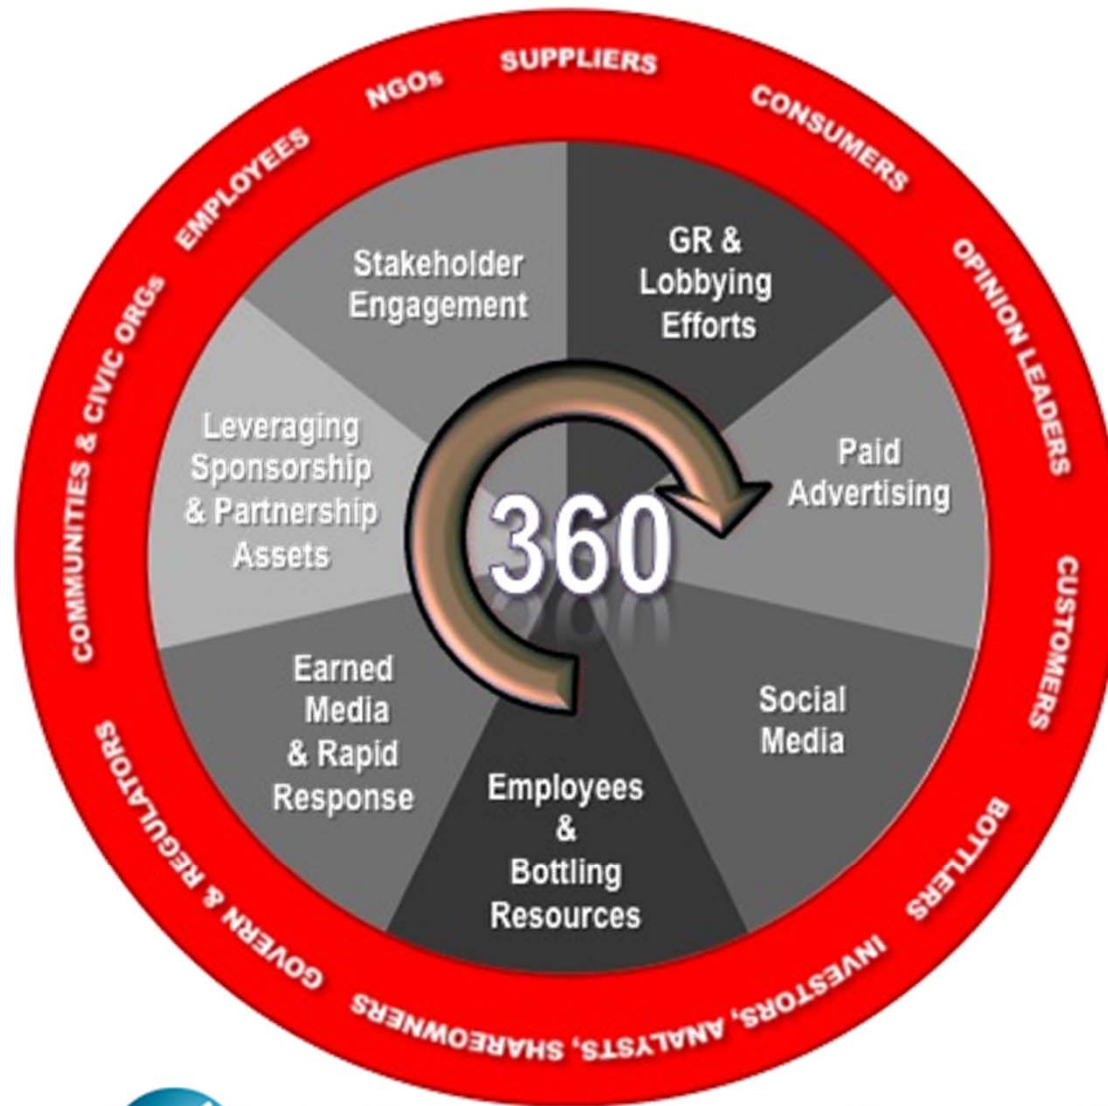 SUPPLIERS
CONSUMERS
OPINION LEADERS
CUSTOMERS
BOTTLERS
INVESTORS, ANALYSTS, SHAREOWNERS
GOVERN & REGULATORS
COMMUNITIES & CIVIC ORGs
EMPLOYEES
NGOs
GR &
Lobbying
Efforts
Paid
Advertising
Social
Media
Employees
&
Bottling
Resources
Earned
Media
& Rapid
Response
Leveraging
Sponsorship
& Partnership
Assets
Stakeholder
Engagement
360